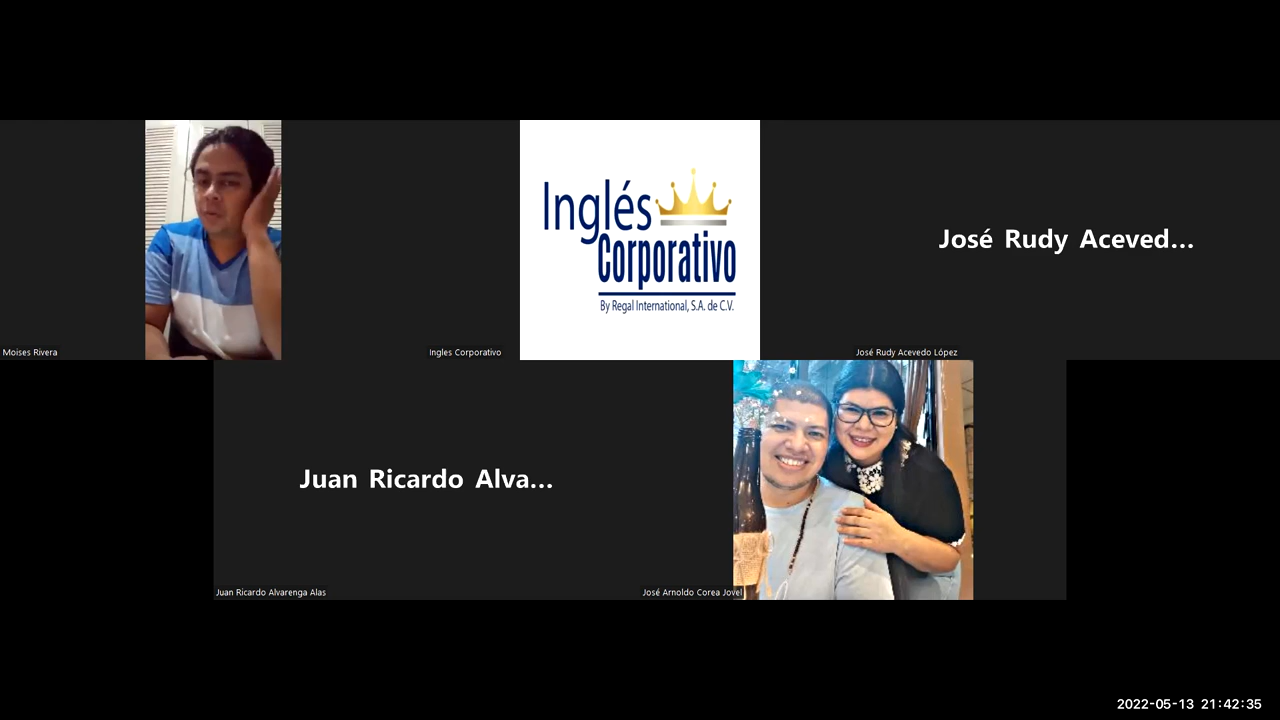 Inglés
Corporativo
By Regal International, S.A. de C.V.
José Rudy Aceved...
Moises Rivera
Ingles Corporativo
José Rudy Acevedo López
Juan Ricardo Alva...
Juan Ricardo Alvarenga Alas
José Arnoldo Corea Jovel
2022-05-13 21:42:35